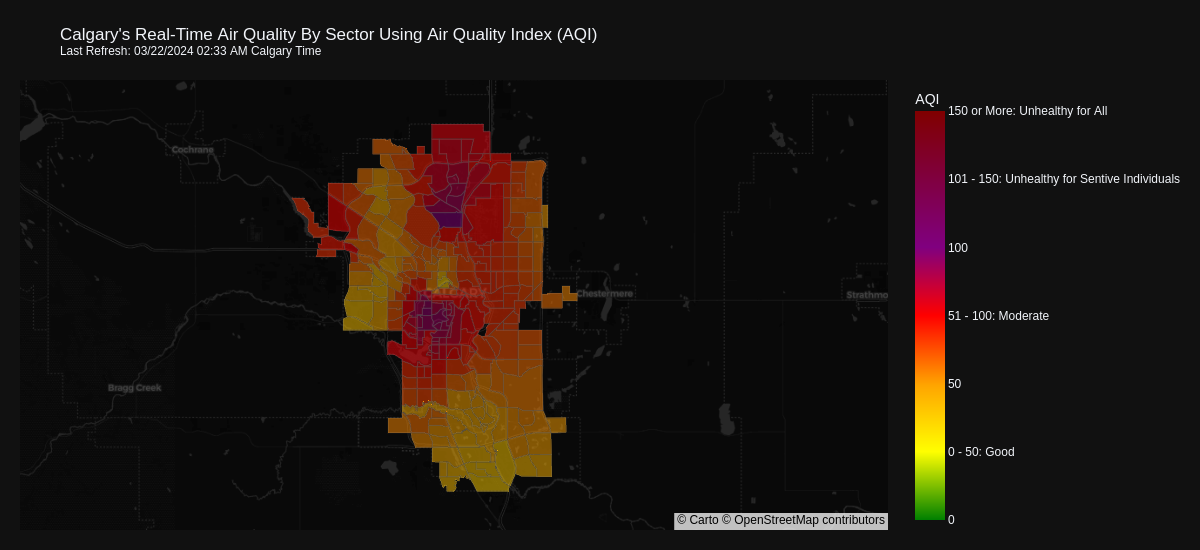 Calgary's Real-Time Air Quality By Sector Using Air Quality Index (AQI)
Last Refresh: 03/22/2024 02:33 AM Calgary Time
AQI
150 or More: Unhealthy for All
Cochrane
101 - 150: Unhealthy for Sentive Individuals
100
CALGARY
Chestermere
Strathmo
51 - 100: Moderate
Bragg Creek
50
0 - 50: Good
0
© Carto © OpenStreetMap contributors